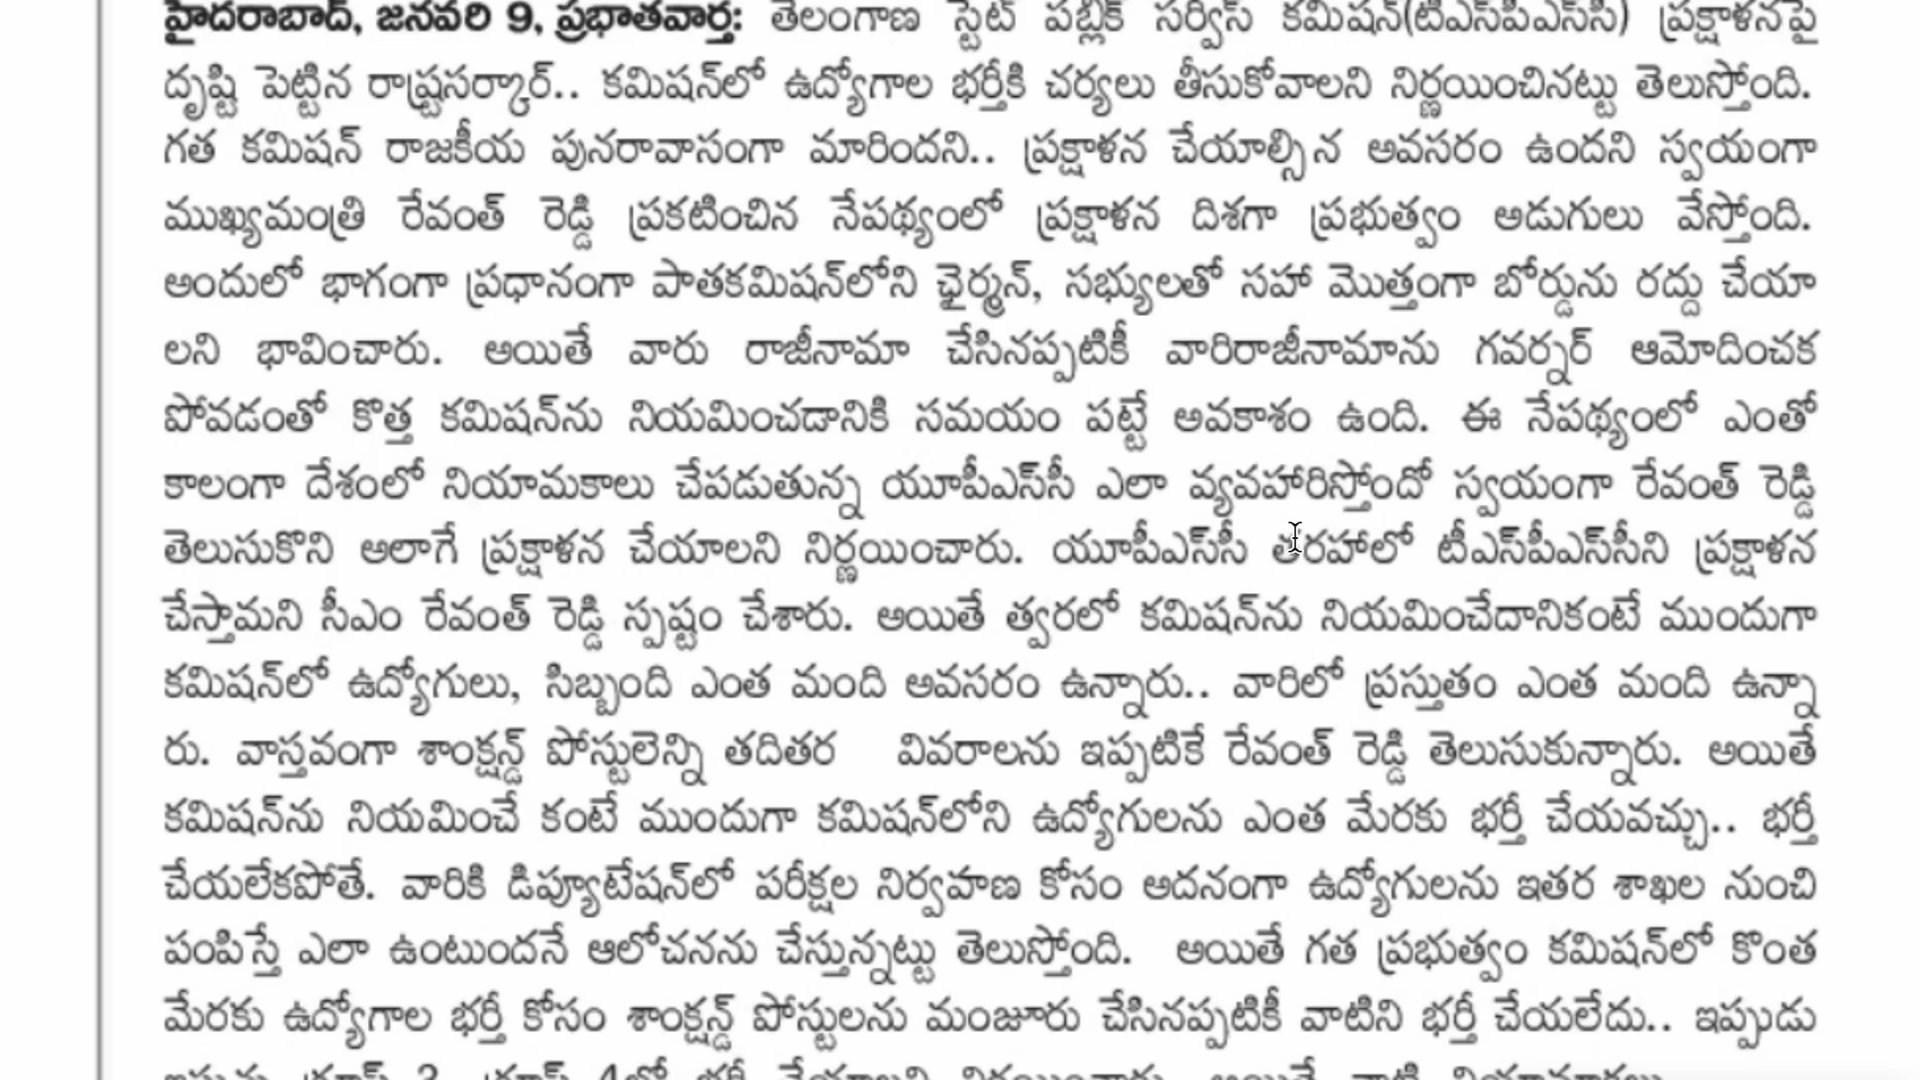 హైదరాబాద్, జనవరి 9, ప్రభాతవార్త: తెలంగాణ స్టేట్ పబ్లిక్ సర్వీస్ కమిషన్(టిఎస్‌పిఎస్‌సి) ప్రక్షాళనపై
దృష్టి పెట్టిన రాష్ట్రసర్కార్.. కమిషన్‌లో ఉద్యోగాల భర్తీకి చర్యలు తీసుకోవాలని నిర్ణయించినట్టు తెలుస్తోంది.
గత కమిషన్ రాజకీయ పునరావాసంగా మారిందని.. ప్రక్షాళన చేయాల్సిన అవసరం ఉందని స్వయంగా
ముఖ్యమంత్రి రేవంత్ రెడ్డి ప్రకటించిన నేపథ్యంలో ప్రక్షాళన దిశగా ప్రభుత్వం అడుగులు వేస్తోంది.
అందులో భాగంగా ప్రధానంగా పాతకమిషన్‌లోని ఛైర్మన్, సభ్యులతో సహా మొత్తంగా బోర్డును రద్దు చేయా
లని భావించారు. అయితే వారు రాజీనామా చేసినప్పటికీ వారిరాజీనామాను గవర్నర్ ఆమోదించక
పోవడంతో కొత్త కమిషన్‌ను నియమించడానికి సమయం పట్టే అవకాశం ఉంది. ఈ నేపథ్యంలో ఎంతో
కాలంగా దేశంలో నియామకాలు చేపడుతున్న యూపీఎస్‌సీ ఎలా వ్యవహరిస్తోందో స్వయంగా రేవంత్ రెడ్డి
తెలుసుకొని అలాగే ప్రక్షాళన చేయాలని నిర్ణయించారు. యూపీఎస్‌సీ తరహాలో టీఎస్‌పీఎస్‌సీని ప్రక్షాళన
చేస్తామని సీఎం రేవంత్ రెడ్డి స్పష్టం చేశారు. అయితే త్వరలో కమిషన్‌ను నియమించేదానికంటే ముందుగా
కమిషన్‌లో ఉద్యోగులు, సిబ్బంది ఎంత మంది అవసరం ఉన్నారు.. వారిలో ప్రస్తుతం ఎంత మంది ఉన్నా
రు. వాస్తవంగా శాంక్షన్డ్ పోస్టులెన్ని తదితర వివరాలను ఇప్పటికే రేవంత్ రెడ్డి తెలుసుకున్నారు. అయితే
కమిషన్‌ను నియమించే కంటే ముందుగా కమిషన్‌లోని ఉద్యోగులను ఎంత మేరకు భర్తీ చేయవచ్చు.. భర్తీ
చేయలేకపోతే. వారికి డిప్యూటేషన్‌లో పరీక్షల నిర్వహణ కోసం అదనంగా ఉద్యోగులను ఇతర శాఖల నుంచి
పంపిస్తే ఎలా ఉంటుందనే ఆలోచనను చేస్తున్నట్టు తెలుస్తోంది. అయితే గత ప్రభుత్వం కమిషన్‌లో కొంత
మేరకు ఉద్యోగాల భర్తీ కోసం శాంక్షన్డ్ పోస్టులను మంజూరు చేసినప్పటికీ వాటిని భర్తీ చేయలేదు.. ఇప్పుడు